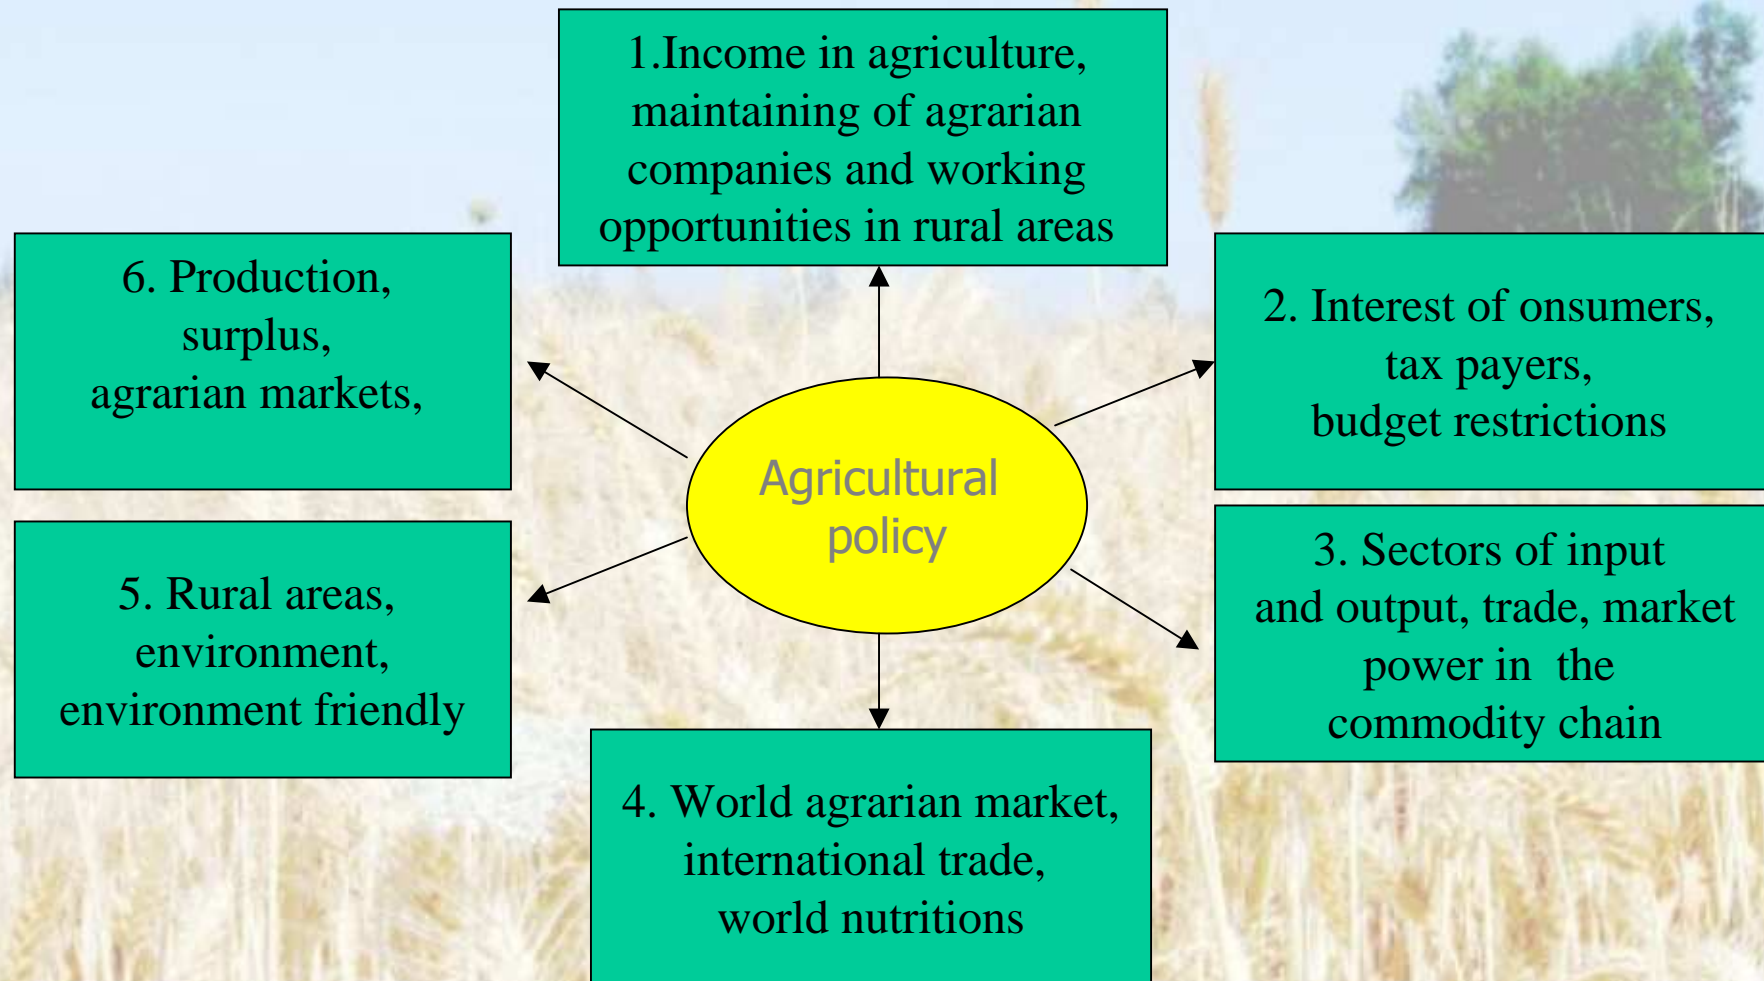 1.Income in agriculture,
maintaining of agrarian
companies and working
opportunities in rural areas
2. Interest of onsumers,
tax payers,
budget restrictions
3. Sectors of input
and output, trade, market
power in the
commodity chain
4. World agrarian market,
international trade,
world nutritions
5. Rural areas,
environment,
environment friendly
6. Production,
surplus,
agrarian markets,
Agricultural
policy